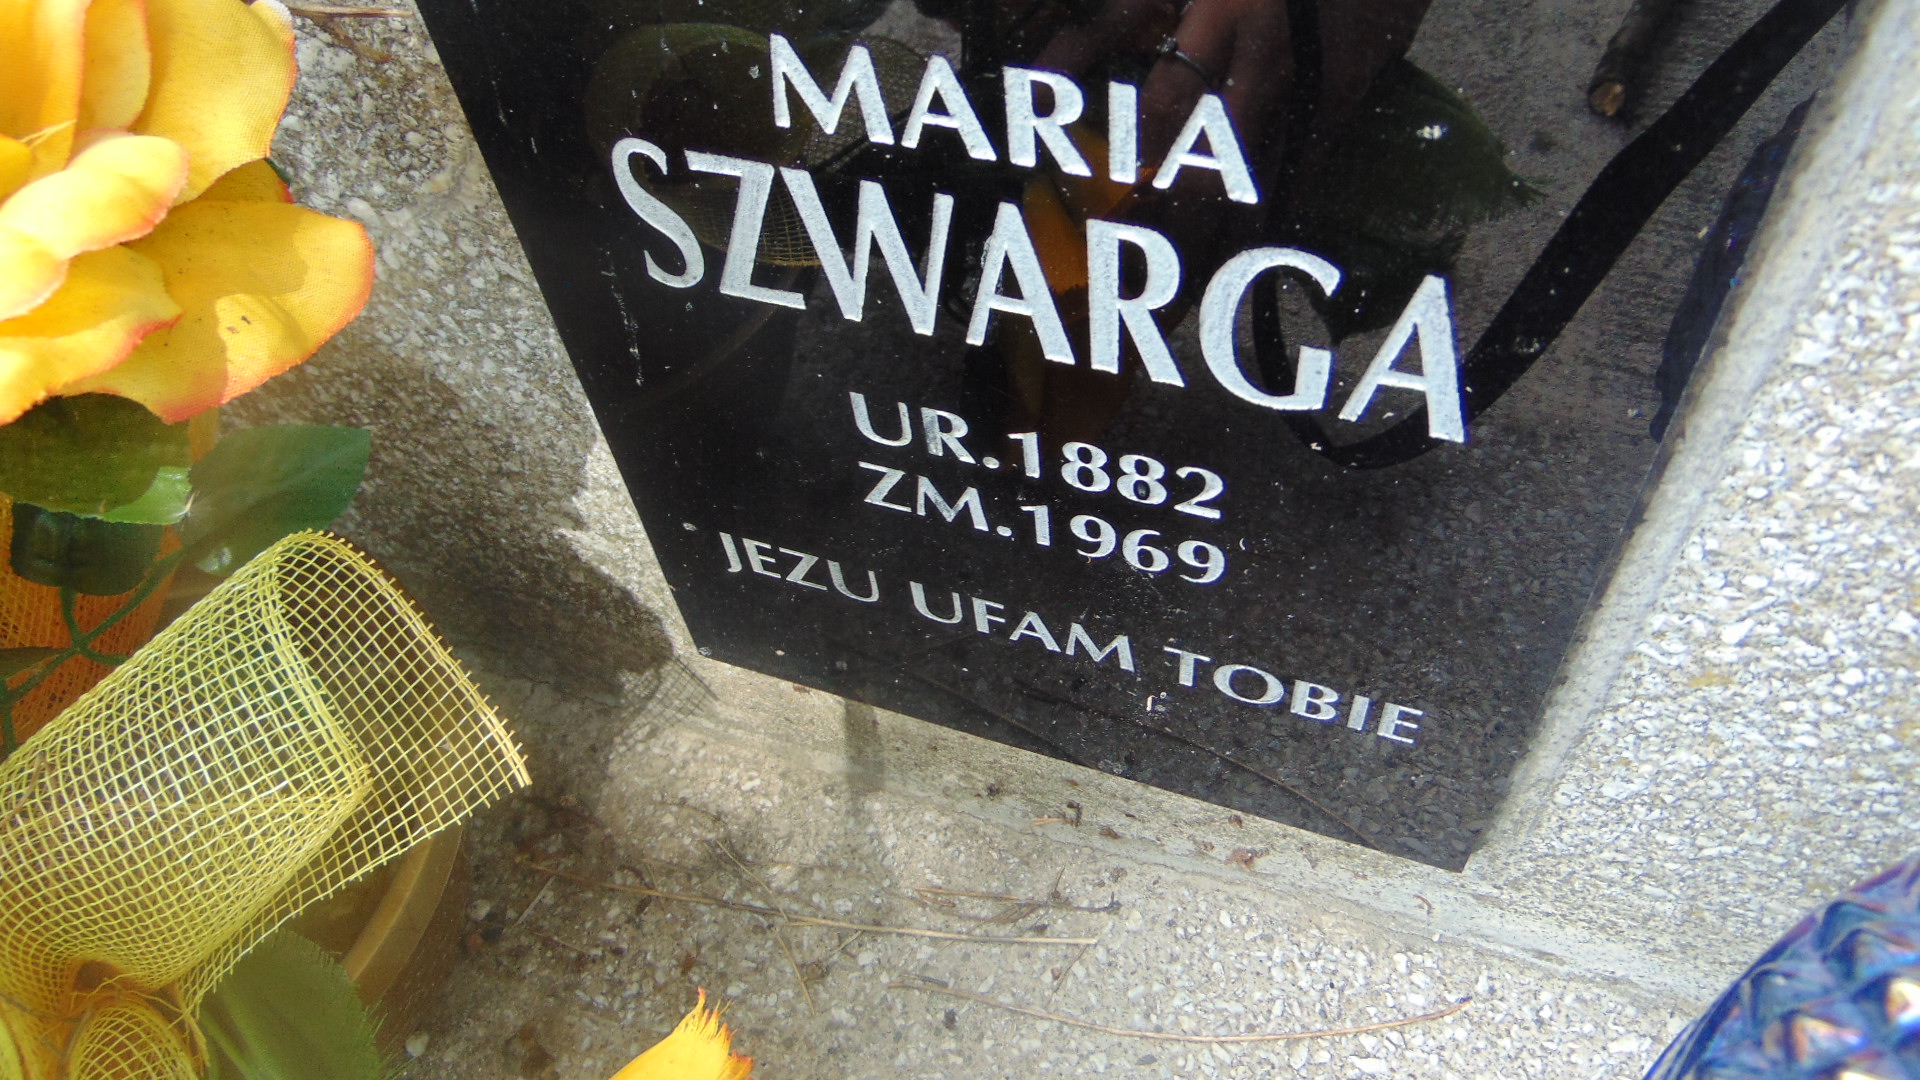 MARIA
SZWARGA
UR.1882
ZM.1969
JEZU UFAM TOBIE